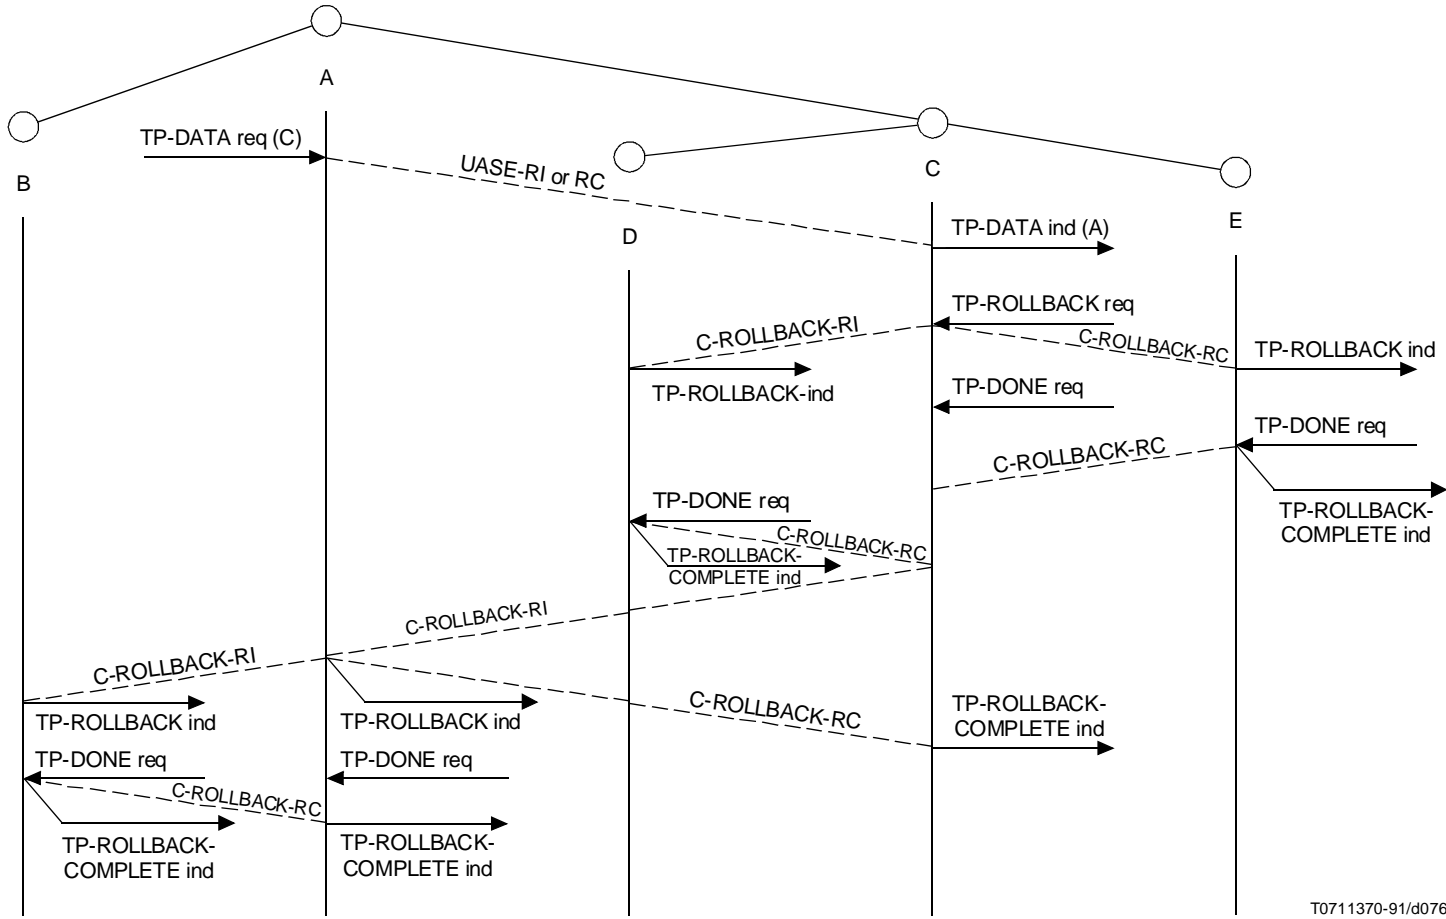 A
TP-DATA req (C)
UASE-RI or RC
B
C
D
E
TP-DATA ind (A)
TP-ROLLBACK req
C-ROLLBACK-RI
C-ROLLBACK-RC
TP-ROLLBACK ind
TP-ROLLBACK-ind
TP-DONE req
TP-DONE req
C-ROLLBACK-RC
TP-DONE req
TP-ROLLBACK-
COMPLETE ind
C-ROLLBACK-RC
TP-ROLLBACK-
COMPLETE ind
C-ROLLBACK-RI
C-ROLLBACK-RI
C-ROLLBACK-RC
TP-ROLLBACK-
COMPLETE ind
TP-ROLLBACK ind
TP-ROLLBACK ind
TP-DONE req
TP-DONE req
C-ROLLBACK-RC
TP-ROLLBACK-
COMPLETE ind
TP-ROLLBACK-
COMPLETE ind
T0711370-91/d076